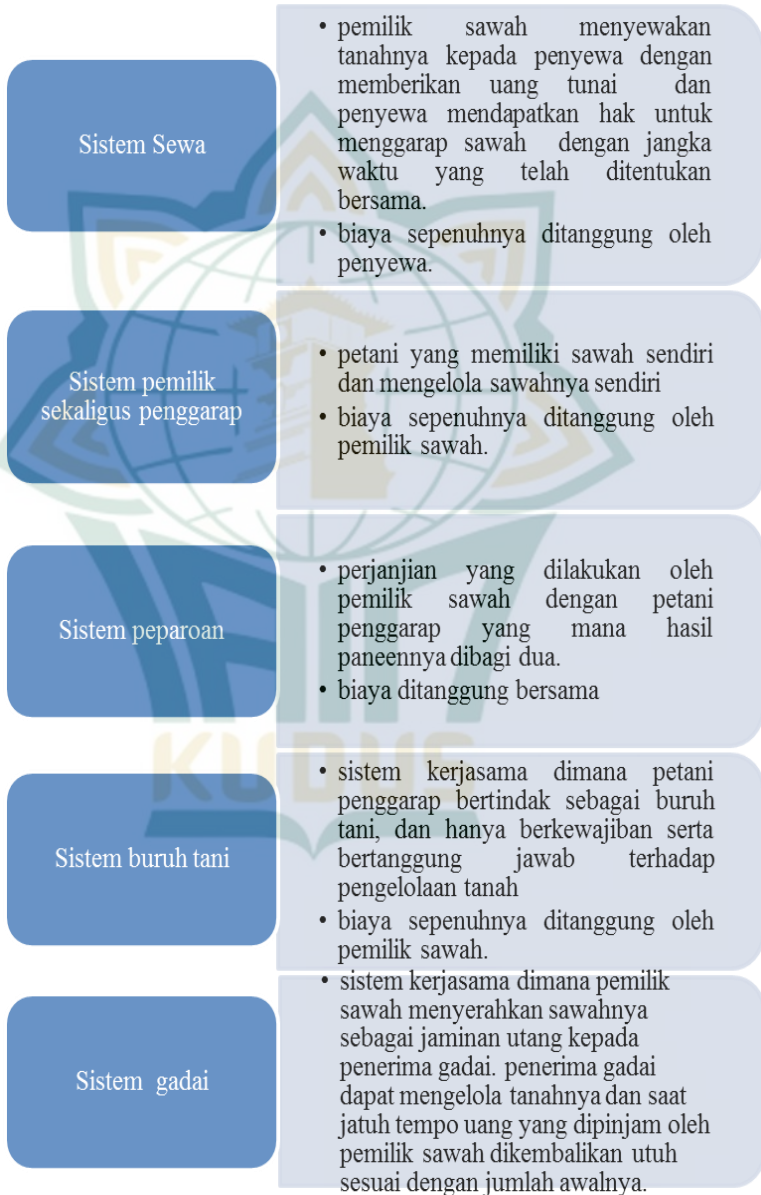 Sistem Sewa
• pemilik sawah menyewakan
tanahnya kepada penyewa dengan
memberikan uang tunai dan
penyewa mendapatkan hak untuk
menggarap sawah dengan jangka
waktu yang telah ditentukan
bersama.
• biaya sepenuhnya ditanggung oleh
penyewa.
Sistem pemilik
sekaligus penggarap
• petani yang memiliki sawah sendiri
dan mengelola sawahnya sendiri
• biaya sepenuhnya ditanggung oleh
pemilik sawah.
Sistem peparoan
• perjanjian yang dilakukan oleh
pemilik sawah dengan petani
penggarap yang mana hasil
paneennya dibagi dua.
• biaya ditanggung bersama
Sistem buruh tani
• sistem kerjasama dimana petani
penggarap bertindak sebagai buruh
tani, dan hanya berkewajiban serta
bertanggung jawab terhadap
pengelolaan tanah
• biaya sepenuhnya ditanggung oleh
pemilik sawah.
Sistem gadai
• sistem kerjasama dimana pemilik
sawah menyerahkan sawahnya
sebagai jaminan utang kepada
penerima gadai. penerima gadai
dapat mengelola tanahnya dan saat
jatuh tempo uang yang dipinjam oleh
pemilik sawah dikembalikan utuh
sesuai dengan jumlah awalnya.
KUDUS